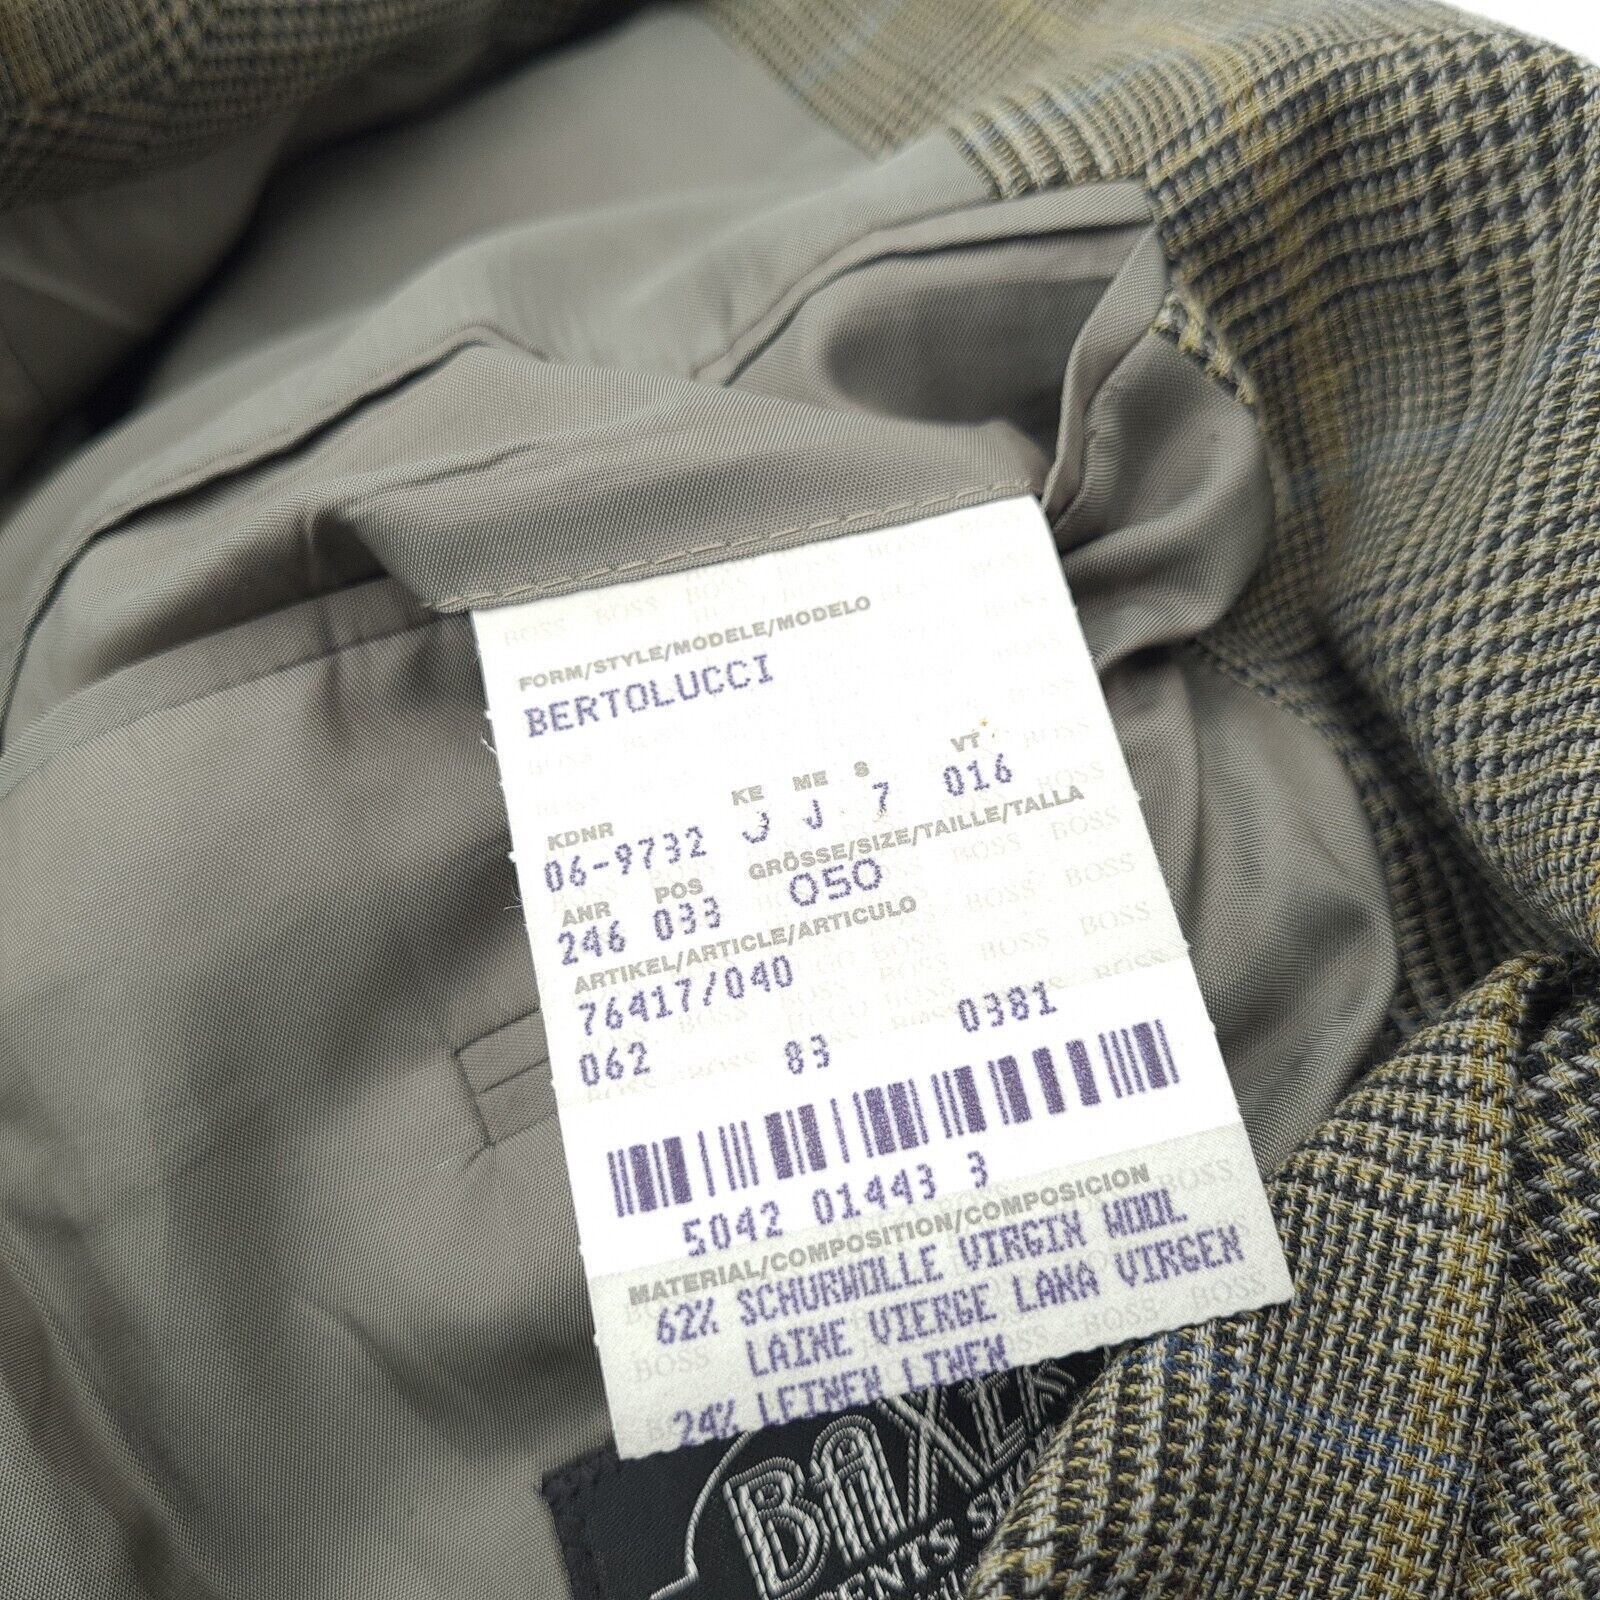 FORM/STYLE/MODELE/MODELO
BERTOLUCCI
KDNR KE ME S VT
06-9732 J J 7 016
ANR POS GRÖSSE/SIZE/TAILLE/TALLA
246 033 050
ARTIKEL/ARTICLE/ARTICULO
76417/040
062 83 0381
5042 01443 3
MATERIAL/COMPOSITION/COMPOSICION
62% SCHURWOLLE VIRGIN WOOL
LAINE VIERGE LANA VIRGEN
24% LEINEN LINEN